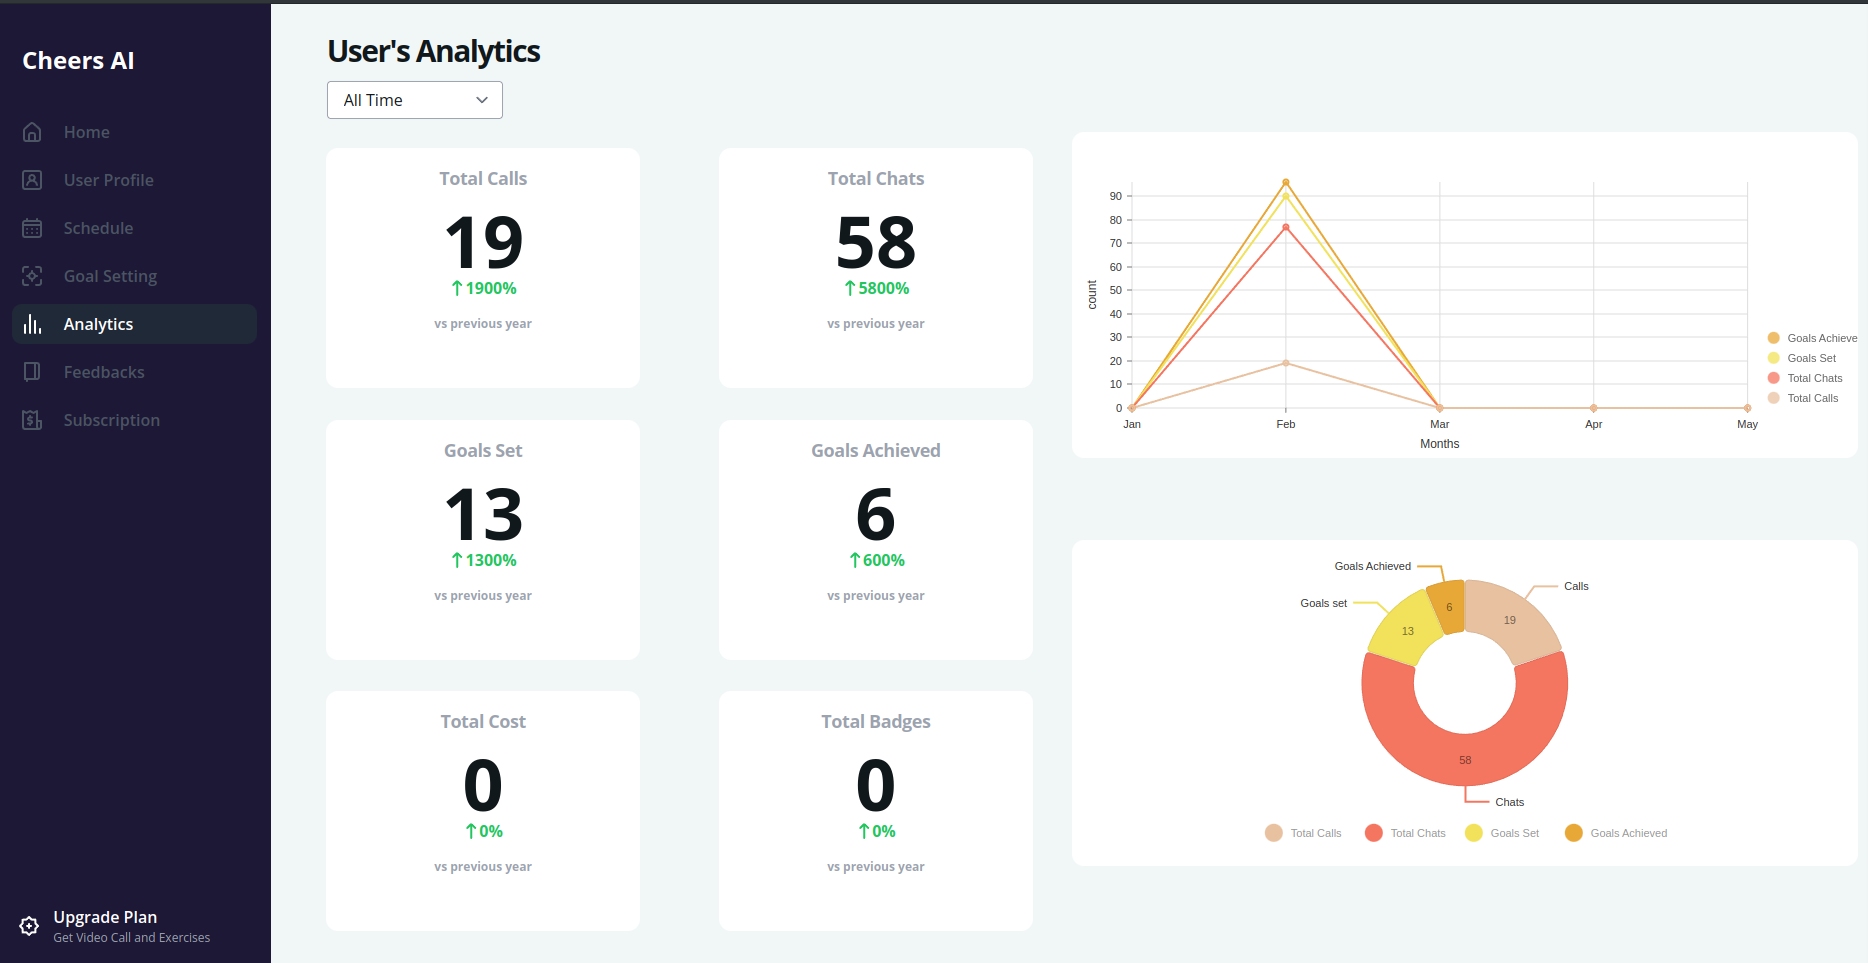 Cheers AI
Home
User Profile
Schedule
Goal Setting
Analytics
Feedbacks
Subscription
Upgrade Plan
Get Video Call and Exercises
User's Analytics
All Time
Total Calls
19
↑1900%
vs previous year
Total Chats
58
↑5800%
vs previous year
Goals Set
13
↑1300%
vs previous year
Goals Achieved
6
↑600%
vs previous year
Total Cost
0
↑0%
vs previous year
Total Badges
0
↑0%
vs previous year
90
80
70
60
50
40
30
20
10
0
count
Jan Feb Mar Apr May
Months
Goals Achieve
Goals Set
Total Chats
Total Calls
Goals Achieved
Calls
Goals set
6
19
13
58
Chats
Total Calls Total Chats Goals Set Goals Achieved